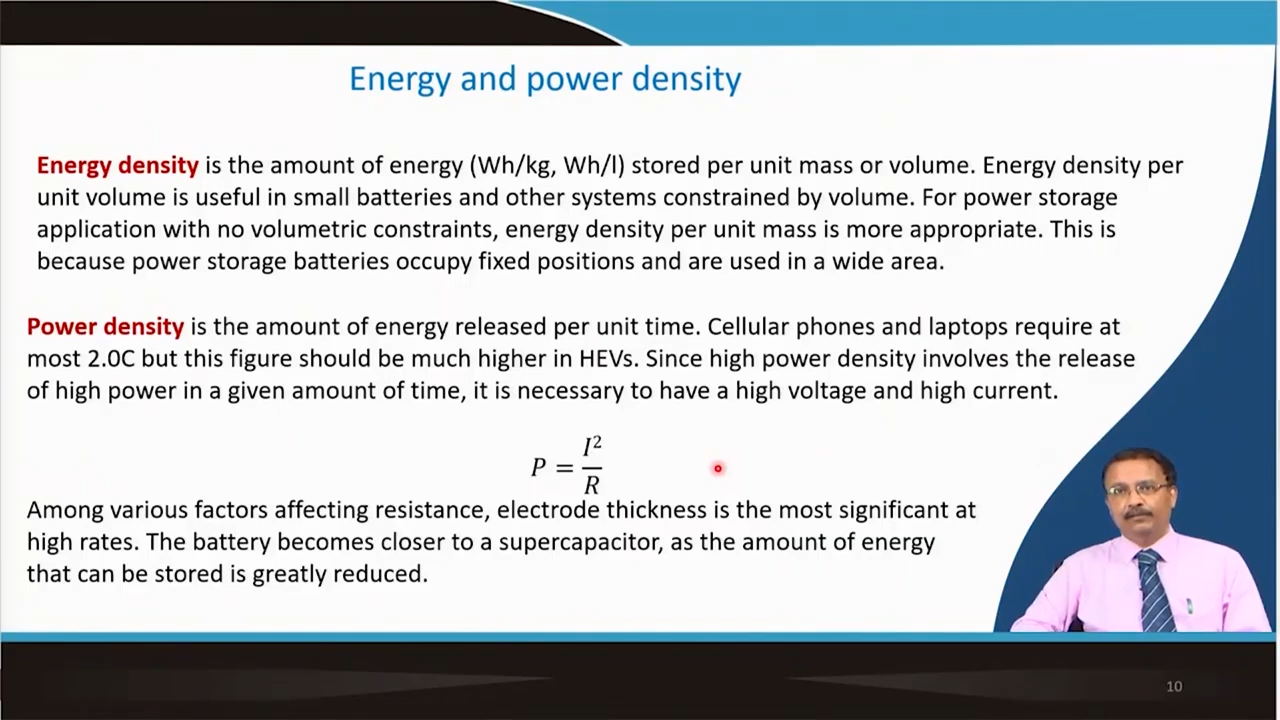 Energy and power density
Energy density is the amount of energy (Wh/kg, Wh/l) stored per unit mass or volume. Energy density per
unit volume is useful in small batteries and other systems constrained by volume. For power storage
application with no volumetric constraints, energy density per unit mass is more appropriate. This is
because power storage batteries occupy fixed positions and are used in a wide area.
Power density is the amount of energy released per unit time. Cellular phones and laptops require at
most 2.0C but this figure should be much higher in HEVs. Since high power density involves the release
of high power in a given amount of time, it is necessary to have a high voltage and high current.
P = I²/R
Among various factors affecting resistance, electrode thickness is the most significant at
high rates. The battery becomes closer to a supercapacitor, as the amount of energy
that can be stored is greatly reduced.
10